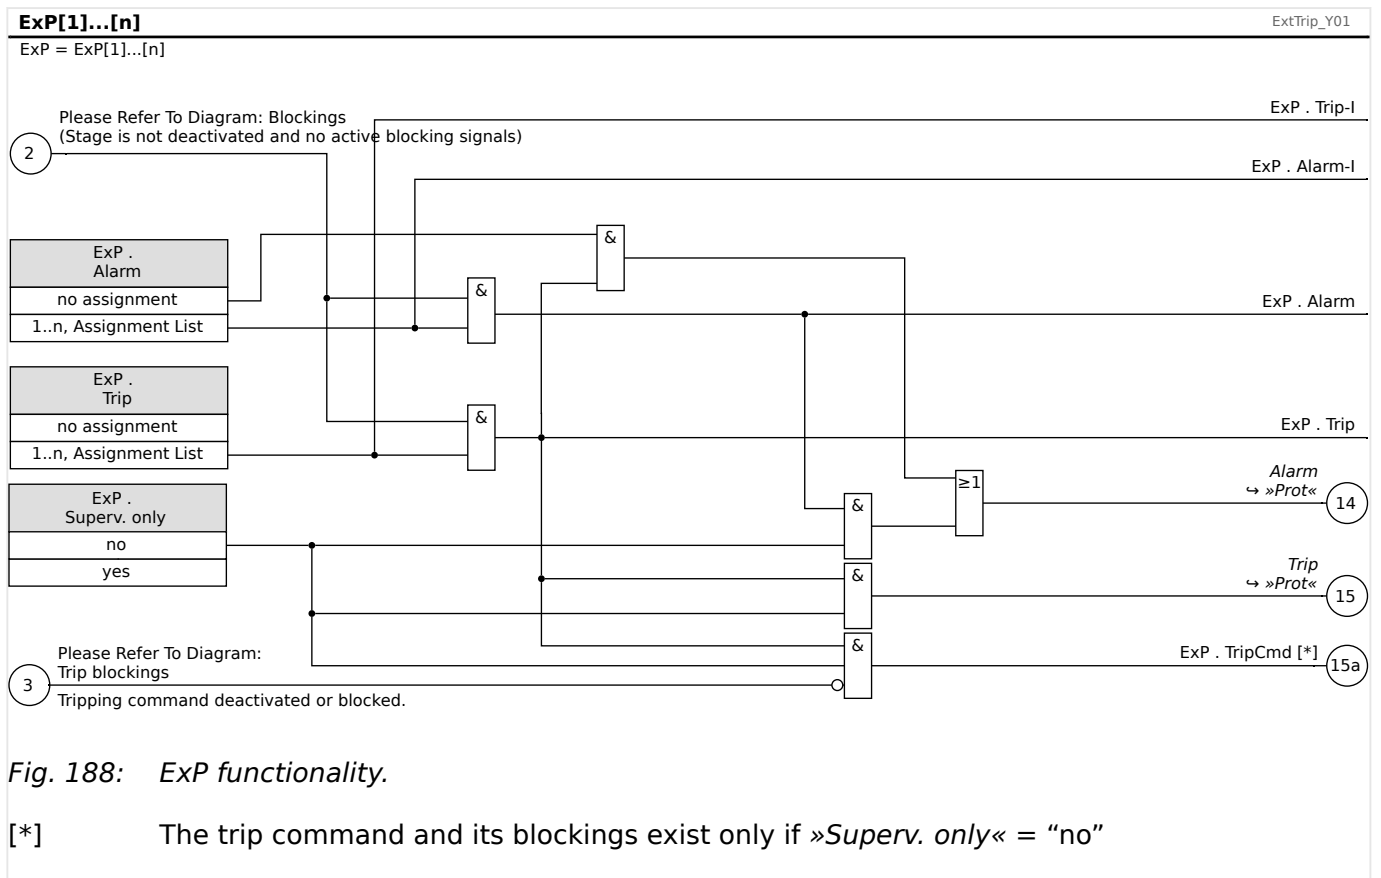 ExP[1]...[n]
ExtTrip_Y01
ExP = ExP[1]...[n]
Please Refer To Diagram: Blockings
(Stage is not deactivated and no active blocking signals)
2
ExP . Trip-I
ExP . Alarm-I
ExP .
Alarm
no assignment
1..n, Assignment List
&
&
ExP . Alarm
ExP .
Trip
no assignment
1..n, Assignment List
&
ExP . Trip
ExP .
Superv. only
no
yes
&
≥1
Alarm
↪ »Prot«
14
&
Trip
↪ »Prot«
15
&
ExP . TripCmd [*]
15a
Please Refer To Diagram:
Trip blockings
3
Tripping command deactivated or blocked.
Fig. 188: ExP functionality.
[*] The trip command and its blockings exist only if »Superv. only« = “no”